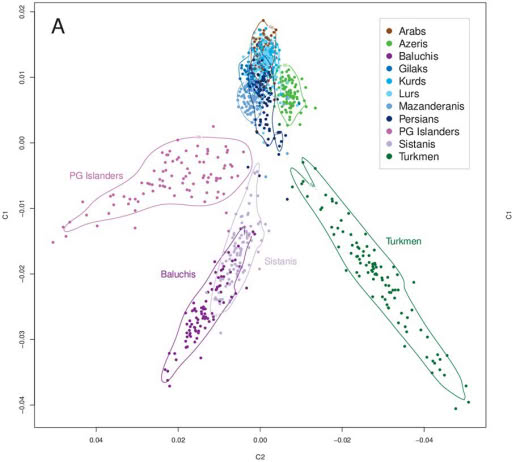 A
Arabs
Azeris
Baluchis
Gilaks
Kurds
Lurs
Mazanderanis
Persians
PG Islanders
Sistanis
Turkmen
0.02
0.01
0.00
-0.01
-0.02
-0.03
-0.04
C1
PG Islanders
Turkmen
Sistanis
Baluchis
C1
0.04
0.02
0.00
-0.02
-0.04
C2